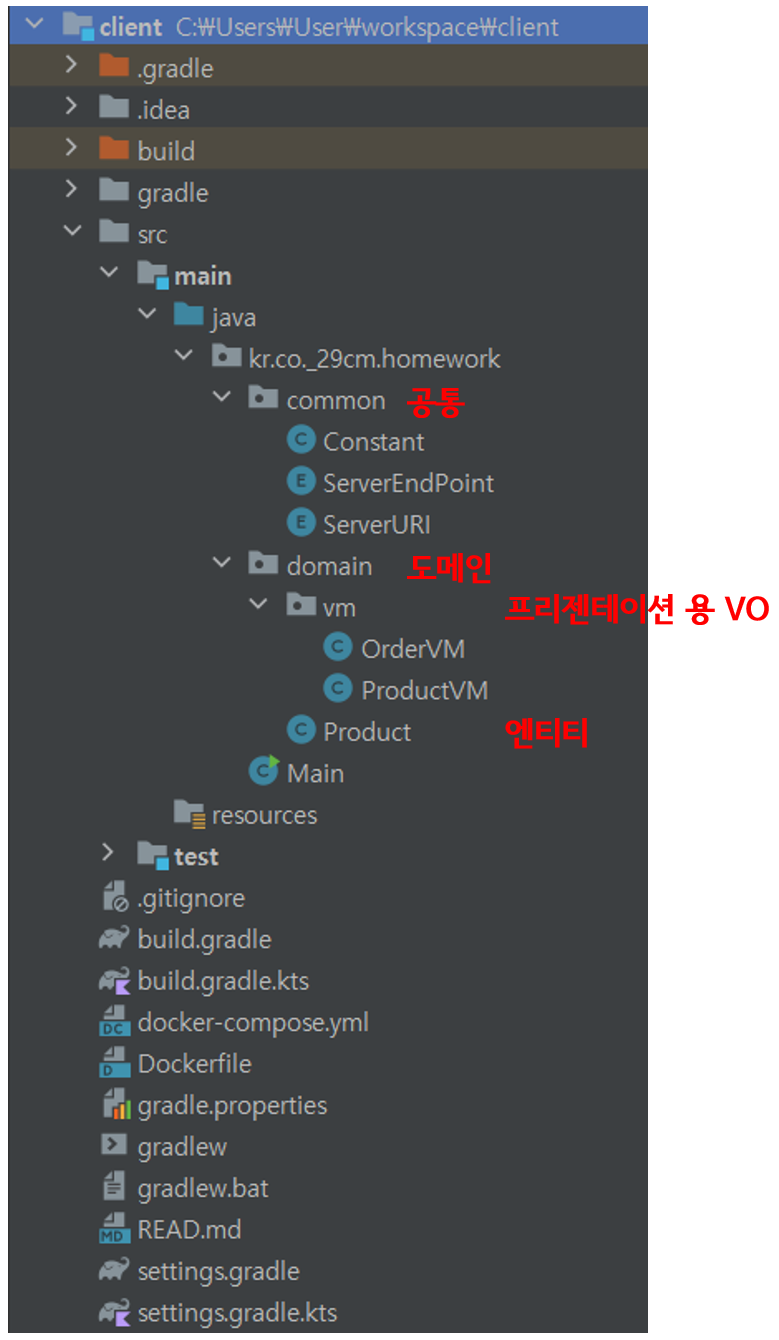 client C:₩Users₩User₩workspace₩client
.gradle
.idea
build
gradle
src
main
java
kr.co._29cm.homework
common 공통
C Constant
E ServerEndPoint
E ServerURI
domain 도메인
vm 프리젠테이션 용 VO
C OrderVM
C ProductVM
C Product 엔티티
C Main
resources
test
.gitignore
build.gradle
build.gradle.kts
DC docker-compose.yml
D Dockerfile
gradle.properties
gradlew
gradlew.bat
MD READ.md
settings.gradle
settings.gradle.kts